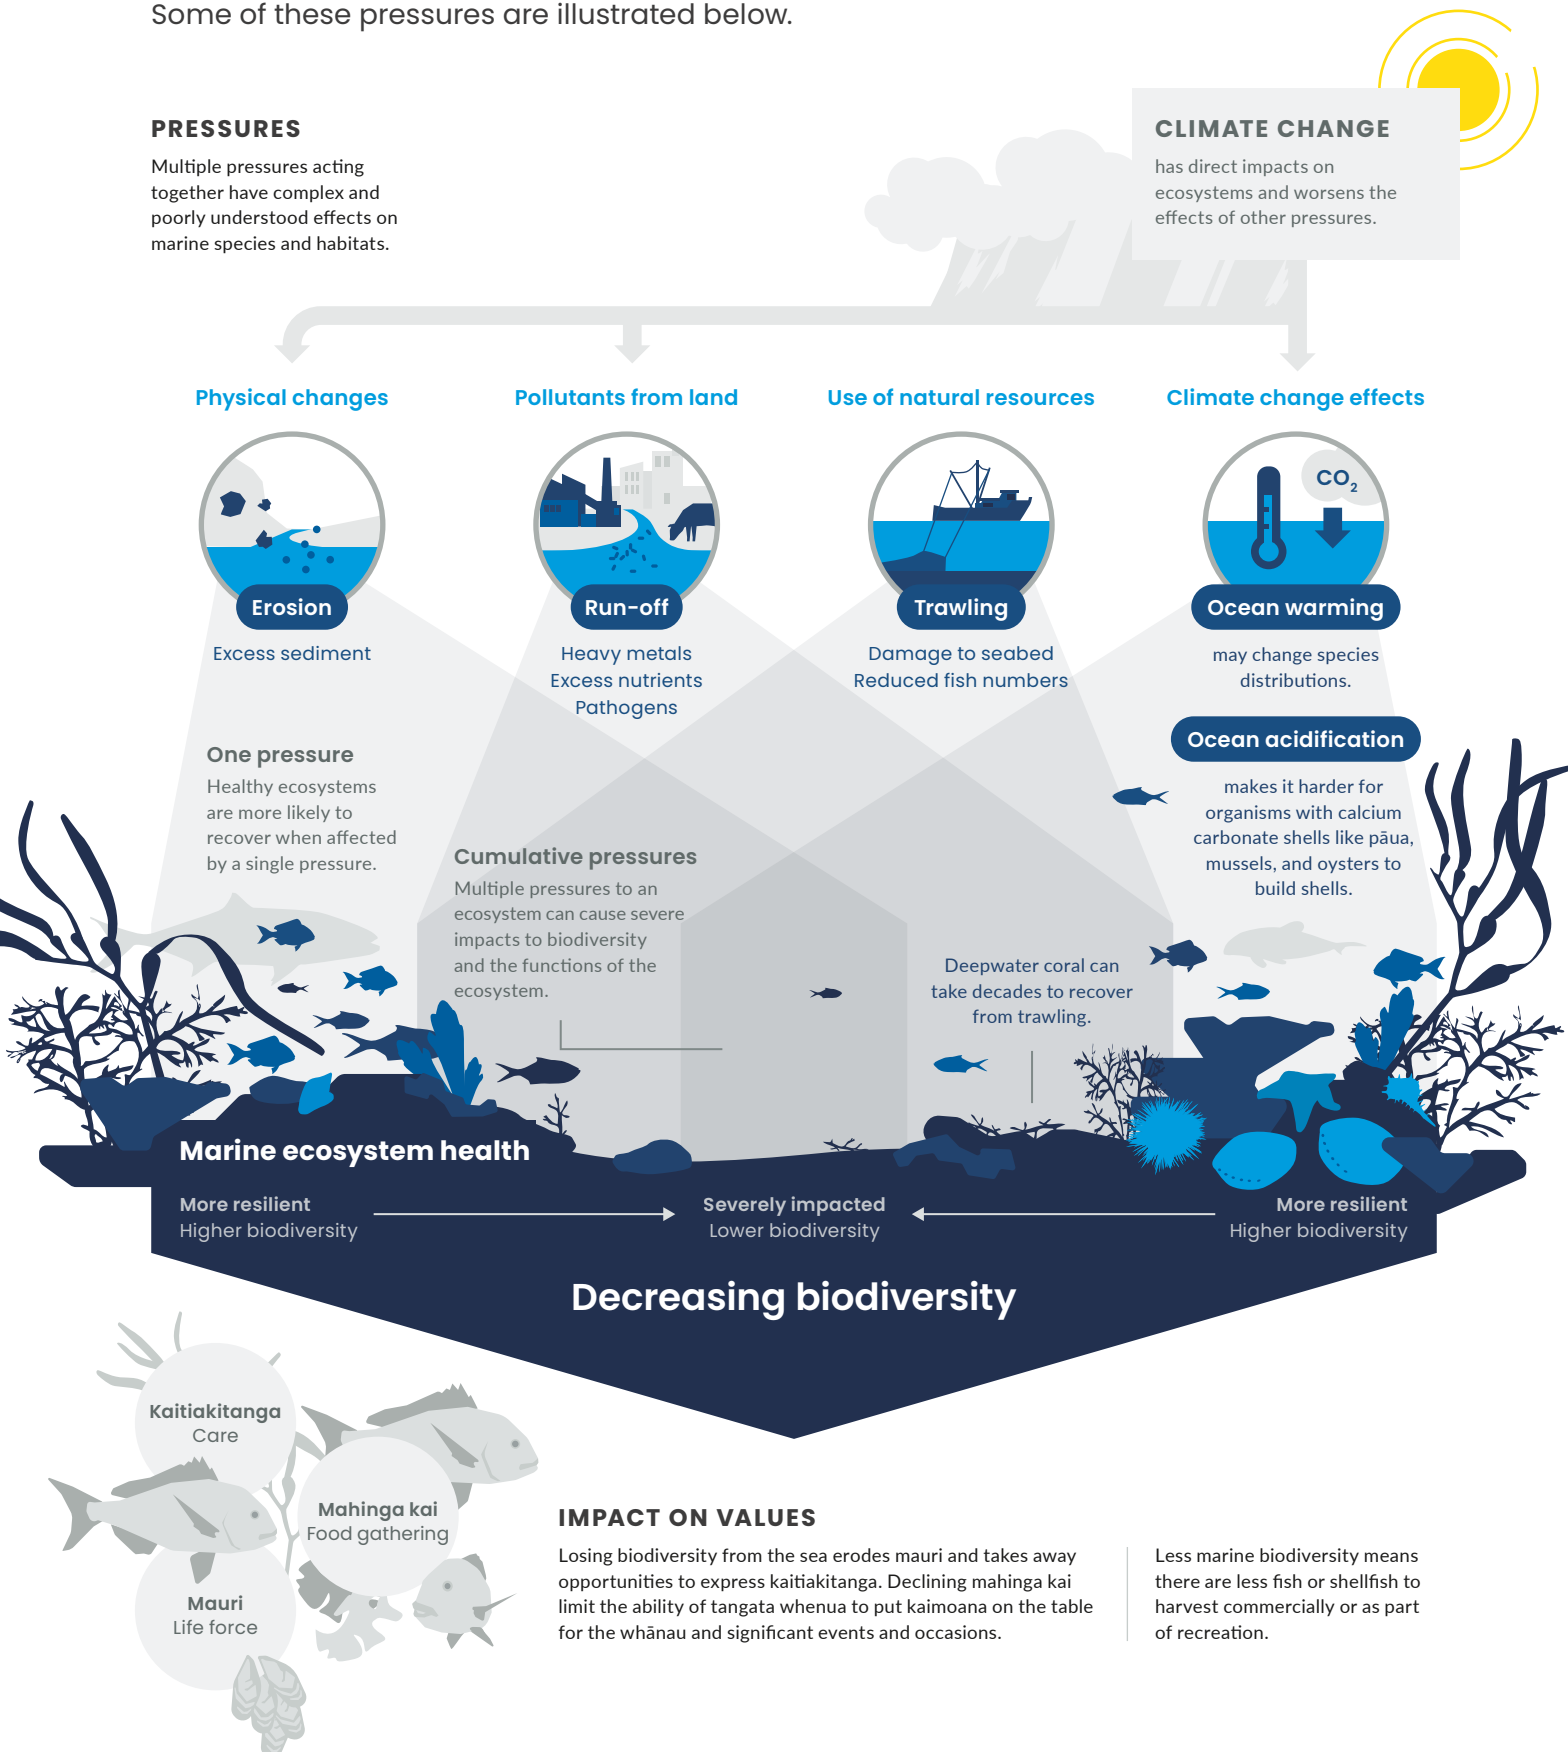 Some of these pressures are illustrated below.
PRESSURES
Multiple pressures acting
together have complex and
poorly understood effects on
marine species and habitats.
CLIMATE CHANGE
has direct impacts on
ecosystems and worsens the
effects of other pressures.
Physical changes
Pollutants from land
Use of natural resources
Climate change effects
CO₂
Erosion
Run-off
Trawling
Ocean warming
Excess sediment
Heavy metals
Excess nutrients
Pathogens
Damage to seabed
Reduced fish numbers
may change species
distributions.
Ocean acidification
makes it harder for
organisms with calcium
carbonate shells like pāua,
mussels, and oysters to
build shells.
One pressure
Healthy ecosystems
are more likely to
recover when affected
by a single pressure.
Cumulative pressures
Multiple pressures to an
ecosystem can cause severe
impacts to biodiversity
and the functions of the
ecosystem.
Deepwater coral can
take decades to recover
from trawling.
Marine ecosystem health
More resilient
Higher biodiversity
Severely impacted
Lower biodiversity
More resilient
Higher biodiversity
Decreasing biodiversity
Kaitiakitanga
Care
Mahinga kai
Food gathering
Mauri
Life force
IMPACT ON VALUES
Losing biodiversity from the sea erodes mauri and takes away
opportunities to express kaitiakitanga. Declining mahinga kai
limit the ability of tangata whenua to put kaimoana on the table
for the whānau and significant events and occasions.
Less marine biodiversity means
there are less fish or shellfish to
harvest commercially or as part
of recreation.